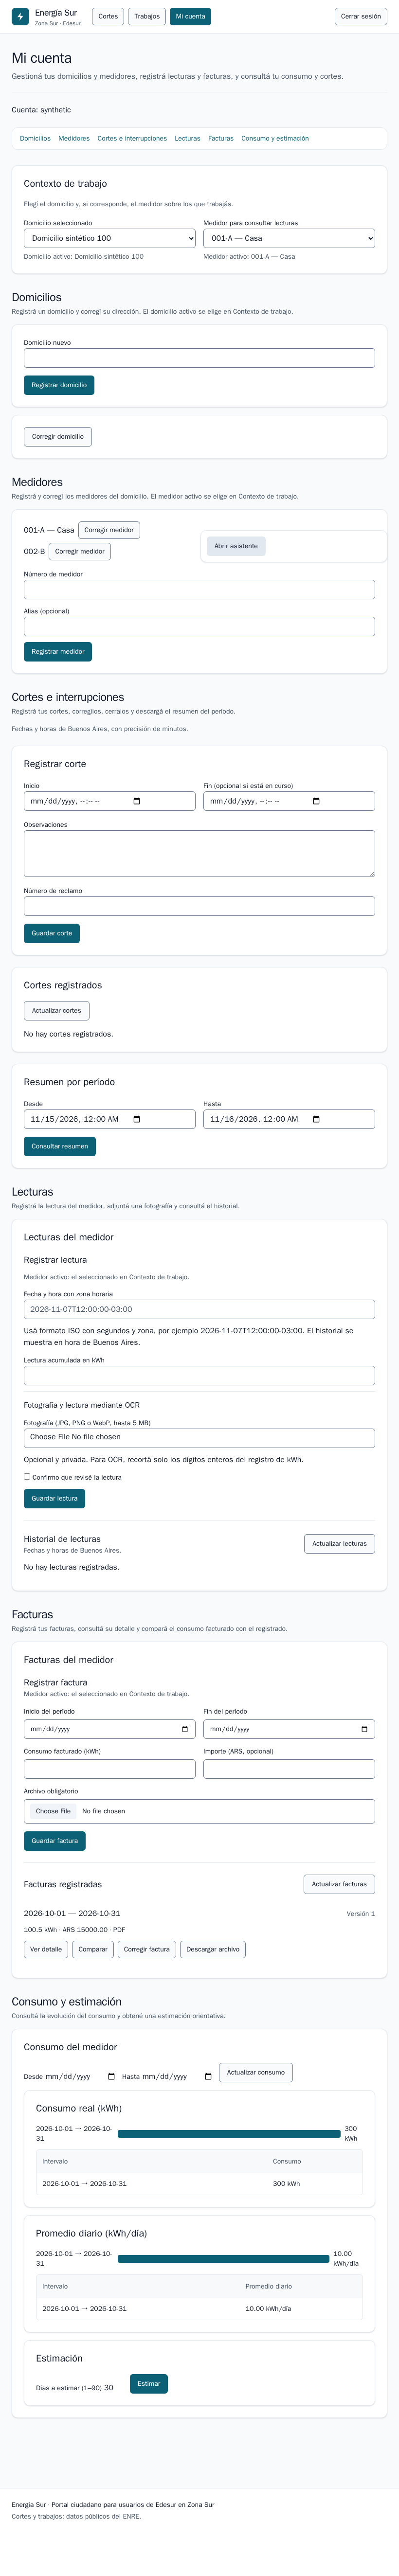 Energía Sur
Zona Sur · Edesur
Cortes
Trabajos
Mi cuenta
Cerrar sesión
Mi cuenta
Gestioná tus domicilios y medidores, registrá lecturas y facturas, y consultá tu consumo y cortes.
Cuenta: synthetic
Domicilios
Medidores
Cortes e interrupciones
Lecturas
Facturas
Consumo y estimación
Contexto de trabajo
Elegí el domicilio y, si corresponde, el medidor sobre los que trabajás.
Domicilio seleccionado
Domicilio sintético 100
Domicilio activo: Domicilio sintético 100
Medidor para consultar lecturas
001-A — Casa
Medidor activo: 001-A — Casa
Domicilios
Registrá un domicilio y corregí su dirección. El domicilio activo se elige en Contexto de trabajo.
Domicilio nuevo
Registrar domicilio
Corregir domicilio
Medidores
Registrá y corregí los medidores del domicilio. El medidor activo se elige en Contexto de trabajo.
001-A — Casa
Corregir medidor
002-B
Corregir medidor
Abrir asistente
Número de medidor
Alias (opcional)
Registrar medidor
Cortes e interrupciones
Registrá tus cortes, corregilos, cerralos y descargá el resumen del período.
Fechas y horas de Buenos Aires, con precisión de minutos.
Registrar corte
Inicio
mm/dd/yyyy, --:-- --
Fin (opcional si está en curso)
mm/dd/yyyy, --:-- --
Observaciones
Número de reclamo
Guardar corte
Cortes registrados
Actualizar cortes
No hay cortes registrados.
Resumen por período
Desde
11/15/2026, 12:00 AM
Hasta
11/16/2026, 12:00 AM
Consultar resumen
Lecturas
Registrá la lectura del medidor, adjuntá una fotografía y consultá el historial.
Lecturas del medidor
Registrar lectura
Medidor activo: el seleccionado en Contexto de trabajo.
Fecha y hora con zona horaria
2026-11-07T12:00:00-03:00
Usá formato ISO con segundos y zona, por ejemplo 2026-11-07T12:00:00-03:00. El historial se
muestra en hora de Buenos Aires.
Lectura acumulada en kWh
Fotografía y lectura mediante OCR
Fotografía (JPG, PNG o WebP, hasta 5 MB)
Choose File No file chosen
Opcional y privada. Para OCR, recortá solo los dígitos enteros del registro de kWh.
Confirmo que revisé la lectura
Guardar lectura
Historial de lecturas
Fechas y horas de Buenos Aires.
Actualizar lecturas
No hay lecturas registradas.
Facturas
Registrá tus facturas, consultá su detalle y compará el consumo facturado con el registrado.
Facturas del medidor
Registrar factura
Medidor activo: el seleccionado en Contexto de trabajo.
Inicio del período
mm/dd/yyyy
Fin del período
mm/dd/yyyy
Consumo facturado (kWh)
Importe (ARS, opcional)
Archivo obligatorio
Choose File No file chosen
Guardar factura
Facturas registradas
Actualizar facturas
2026-10-01 — 2026-10-31
Versión 1
100.5 kWh · ARS 15000.00 · PDF
Ver detalle
Comparar
Corregir factura
Descargar archivo
Consumo y estimación
Consultá la evolución del consumo y obtené una estimación orientativa.
Consumo del medidor
Desde mm/dd/yyyy
Hasta mm/dd/yyyy
Actualizar consumo
Consumo real (kWh)
2026-10-01 → 2026-10-
31
300
kWh
Intervalo
Consumo
2026-10-01 → 2026-10-31
300 kWh
Promedio diario (kWh/día)
2026-10-01 → 2026-10-
31
10.00
kWh/día
Intervalo
Promedio diario
2026-10-01 → 2026-10-31
10.00 kWh/día
Estimación
Días a estimar (1–90) 30
Estimar
Energía Sur · Portal ciudadano para usuarios de Edesur en Zona Sur
Cortes y trabajos: datos públicos del ENRE.